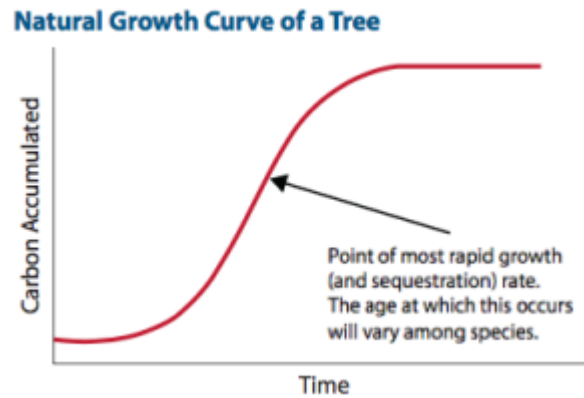 Natural Growth Curve of a Tree
Carbon Accumulated
Point of most rapid growth
(and sequestration) rate.
The age at which this occurs
will vary among species.
Time